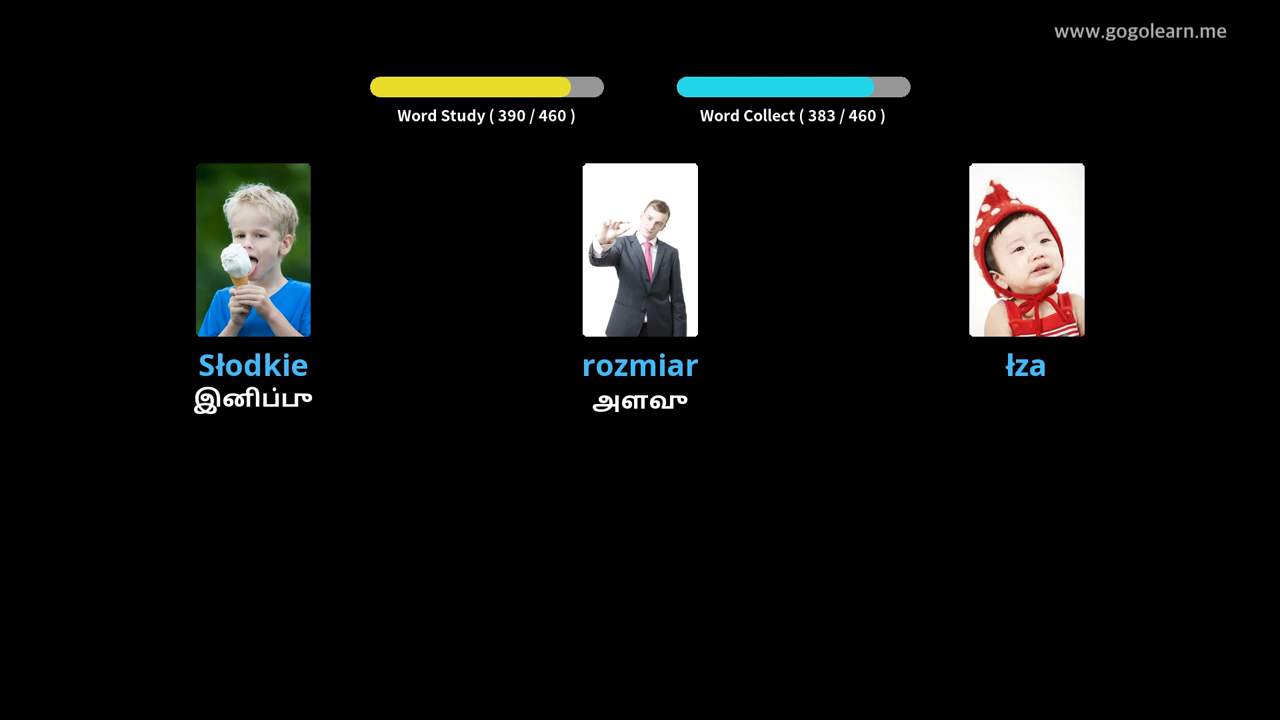 www.gogolearn.me
Word Study ( 390 / 460 )
Word Collect ( 383 / 460 )
Słodkie
இனிப்பு
rozmiar
அளவு
łza